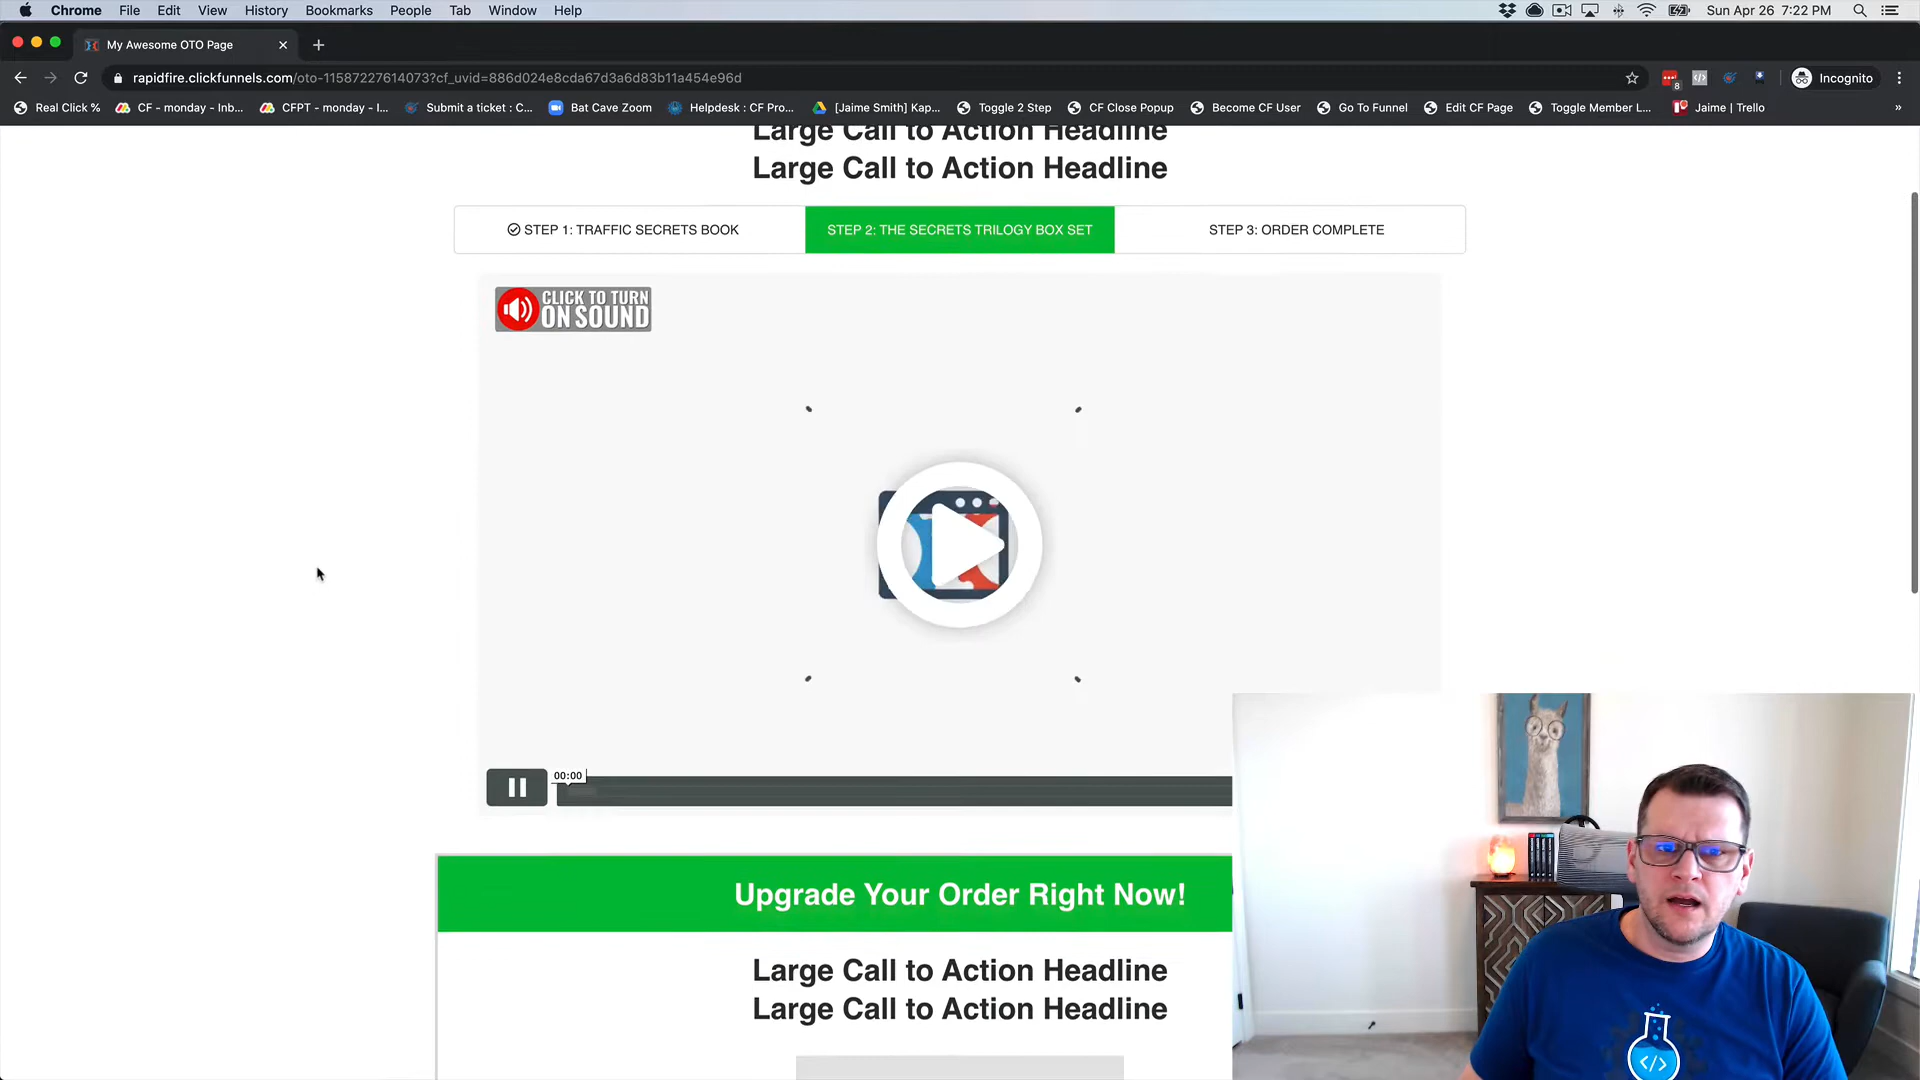 Chrome File Edit View History Bookmarks People Tab Window Help Sun Apr 26 7:22 PM
My Awesome OTO Page
rapidfire.clickfunnels.com/oto-11587227614073?cf_uvid=886d024e8cda67d3a6d83b11a454e96d 8 Incognito
Real Click % CF - monday - Inb... CFPT - monday - I... Submit a ticket : C... Bat Cave Zoom Helpdesk : CF Pro... [Jaime Smith] Kap... Toggle 2 Step CF Close Popup Become CF User Go To Funnel Edit CF Page Toggle Member L... Jaime | Trello »
Large Call to Action Headline
Large Call to Action Headline
STEP 1: TRAFFIC SECRETS BOOK STEP 2: THE SECRETS TRILOGY BOX SET STEP 3: ORDER COMPLETE
CLICK TO TURN
ON SOUND
00:00
Upgrade Your Order Right Now!
Large Call to Action Headline
Large Call to Action Headline
</>